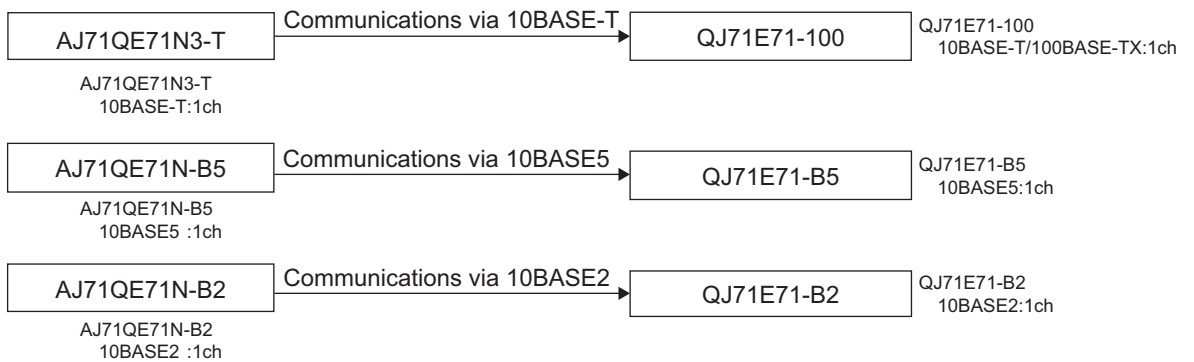 AJ71QE71N3-T
Communications via 10BASE-T
QJ71E71-100
QJ71E71-100
10BASE-T/100BASE-TX:1ch
AJ71QE71N3-T
10BASE-T:1ch
AJ71QE71N-B5
Communications via 10BASE5
QJ71E71-B5
QJ71E71-B5
10BASE5:1ch
AJ71QE71N-B5
10BASE5 :1ch
AJ71QE71N-B2
Communications via 10BASE2
QJ71E71-B2
QJ71E71-B2
10BASE2:1ch
AJ71QE71N-B2
10BASE2 :1ch